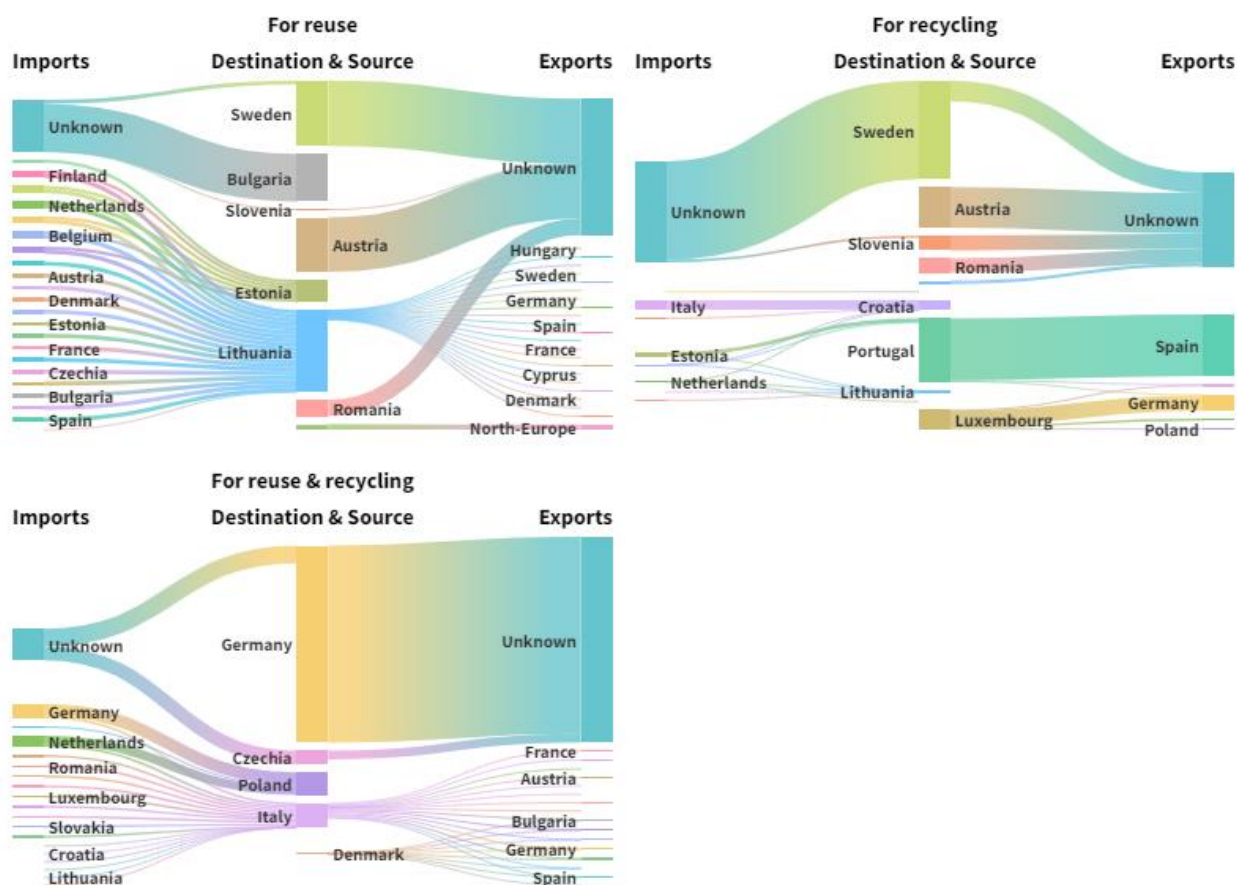 For reuse
Imports Destination & Source Exports
Sweden
Unknown
Bulgaria
Unknown
Finland
Netherlands
Slovenia
Belgium
Austria
Hungary
Austria
Sweden
Denmark
Estonia
Germany
Estonia
Spain
France
Lithuania
France
Czechia
Cyprus
Bulgaria
Denmark
Spain
Romania
North-Europe
For recycling
Imports Destination & Source Exports
Sweden
Unknown
Austria
Unknown
Slovenia
Romania
Italy
Croatia
Estonia
Portugal
Spain
Netherlands
Lithuania
Germany
Luxembourg
Poland
For reuse & recycling
Imports Destination & Source Exports
Unknown
Germany
Unknown
Germany
Netherlands
Czechia
France
Romania
Poland
Austria
Luxembourg
Italy
Slovakia
Bulgaria
Croatia
Denmark
Germany
Lithuania
Spain